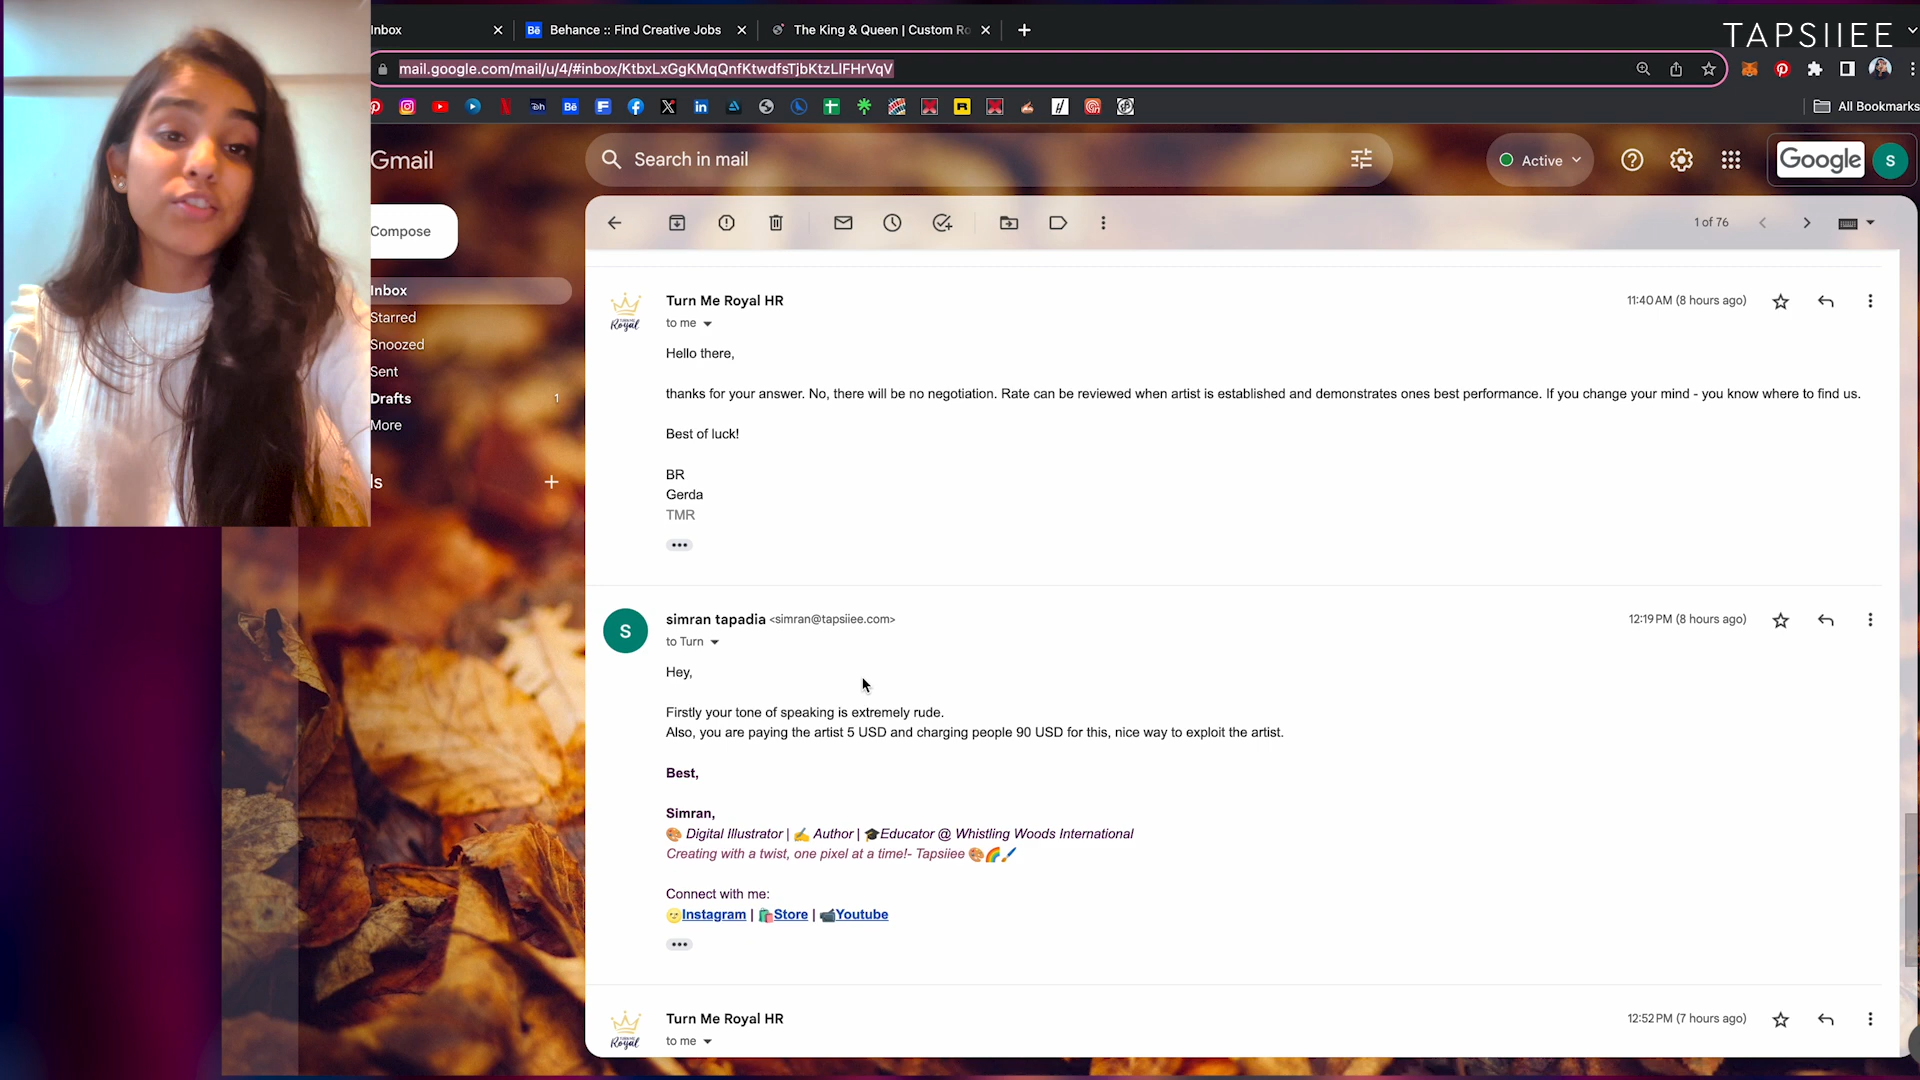 Inbox
Behance :: Find Creative Jobs
The King & Queen | Custom Ro
TAPSIIEE
mail.google.com/mail/u/4/#inbox/KtbxLxGgKMqQnfKtwdfsTjbKtzLlFHrVqV
All Bookmarks
Gmail
Search in mail
Active
Google
S
Compose
1 of 76
Inbox
Starred
Snoozed
Sent
Drafts 1
More
ls
Turn Me Royal HR
11:40 AM (8 hours ago)
to me
Hello there,
thanks for your answer. No, there will be no negotiation. Rate can be reviewed when artist is established and demonstrates ones best performance. If you change your mind - you know where to find us.
Best of luck!
BR
Gerda
TMR
S
simran tapadia <simran@tapsiiee.com>
12:19 PM (8 hours ago)
to Turn
Hey,
Firstly your tone of speaking is extremely rude.
Also, you are paying the artist 5 USD and charging people 90 USD for this, nice way to exploit the artist.
Best,
Simran,
🎨 Digital Illustrator | ✍️ Author | 🎓Educator @ Whistling Woods International
Creating with a twist, one pixel at a time!- Tapsiiee 🎨🌈🖌️
Connect with me:
🌝Instagram | 🛍️Store | 📹Youtube
Turn Me Royal HR
12:52 PM (7 hours ago)
to me